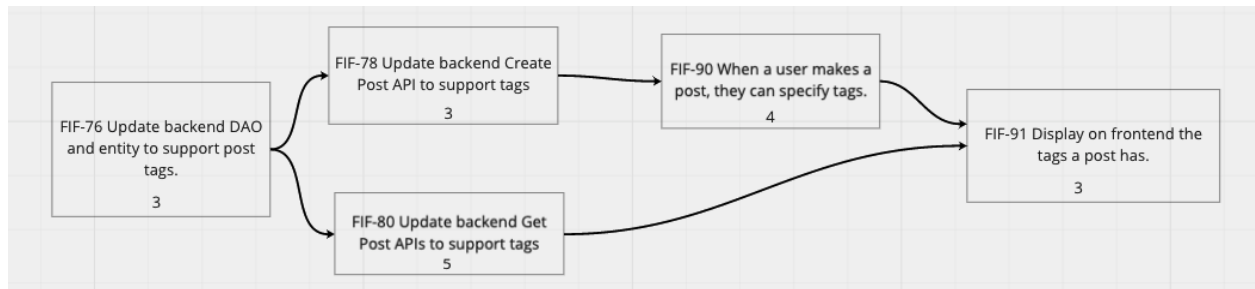 FIF-76 Update backend DAO
and entity to support post
tags.
3
FIF-78 Update backend Create
Post API to support tags
3
FIF-80 Update backend Get
Post APIs to support tags
5
FIF-90 When a user makes a
post, they can specify tags.
4
FIF-91 Display on frontend the
tags a post has.
3